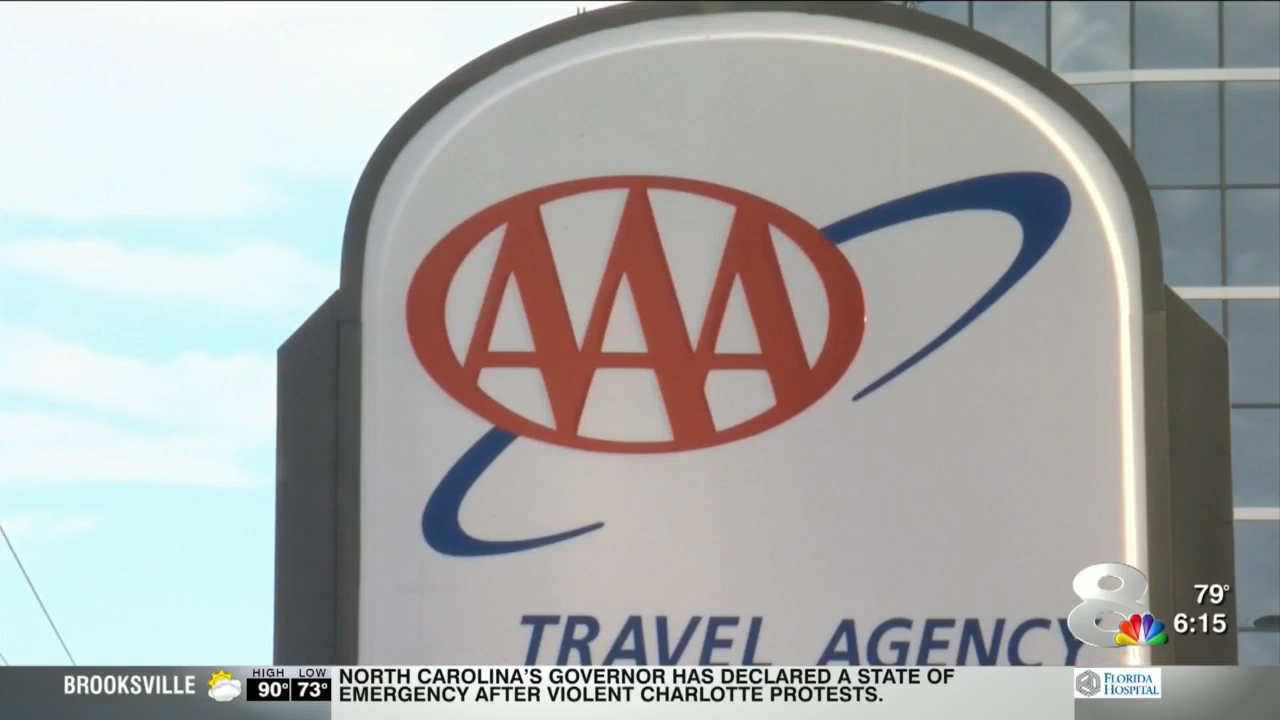 AAA
TRAVEL AGENCY
8
79°
6:15
BROOKSVILLE
HIGH LOW
90° 73°
NORTH CAROLINA'S GOVERNOR HAS DECLARED A STATE OF
EMERGENCY AFTER VIOLENT CHARLOTTE PROTESTS.
FLORIDA
HOSPITAL